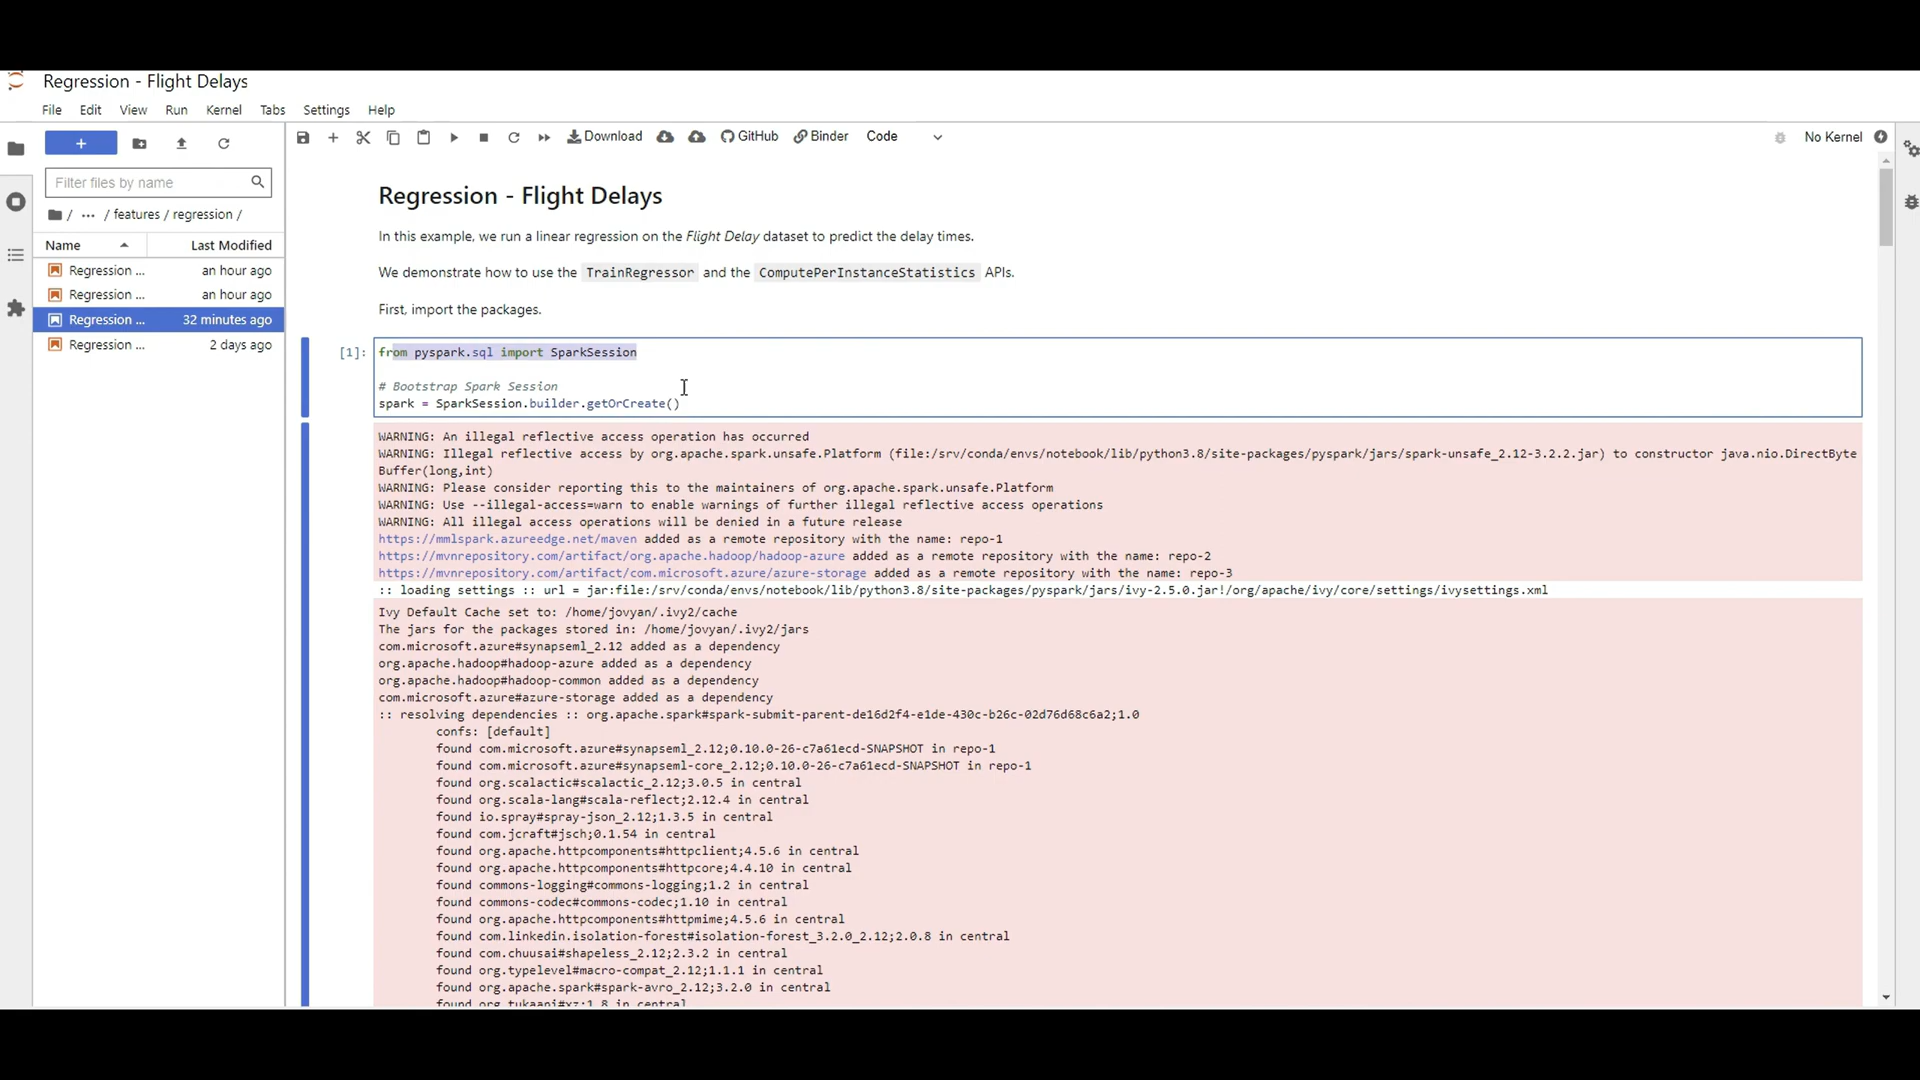 Regression - Flight Delays
File Edit View Run Kernel Tabs Settings Help
+ Download GitHub Binder Code No Kernel
Filter files by name
/ ... / features / regression /
Name Last Modified
Regression ... an hour ago
Regression ... an hour ago
Regression ... 32 minutes ago
Regression ... 2 days ago
Regression - Flight Delays
In this example, we run a linear regression on the Flight Delay dataset to predict the delay times.
We demonstrate how to use the TrainRegressor and the ComputePerInstanceStatistics APIs.
First, import the packages.
[1]: from pyspark.sql import SparkSession
# Bootstrap Spark Session
spark = SparkSession.builder.getOrCreate()
WARNING: An illegal reflective access operation has occurred
WARNING: Illegal reflective access by org.apache.spark.unsafe.Platform (file:/srv/conda/envs/notebook/lib/python3.8/site-packages/pyspark/jars/spark-unsafe_2.12-3.2.2.jar) to constructor java.nio.DirectByte
Buffer(long,int)
WARNING: Please consider reporting this to the maintainers of org.apache.spark.unsafe.Platform
WARNING: Use --illegal-access=warn to enable warnings of further illegal reflective access operations
WARNING: All illegal access operations will be denied in a future release
https://mmlspark.azureedge.net/maven added as a remote repository with the name: repo-1
https://mvnrepository.com/artifact/org.apache.hadoop/hadoop-azure added as a remote repository with the name: repo-2
https://mvnrepository.com/artifact/com.microsoft.azure/azure-storage added as a remote repository with the name: repo-3
:: loading settings :: url = jar:file:/srv/conda/envs/notebook/lib/python3.8/site-packages/pyspark/jars/ivy-2.5.0.jar!/org/apache/ivy/core/settings/ivysettings.xml
Ivy Default Cache set to: /home/jovyan/.ivy2/cache
The jars for the packages stored in: /home/jovyan/.ivy2/jars
com.microsoft.azure#synapseml_2.12 added as a dependency
org.apache.hadoop#hadoop-azure added as a dependency
org.apache.hadoop#hadoop-common added as a dependency
com.microsoft.azure#azure-storage added as a dependency
:: resolving dependencies :: org.apache.spark#spark-submit-parent-de16d2f4-e1de-430c-b26c-02d76d68c6a2;1.0
confs: [default]
found com.microsoft.azure#synapseml_2.12;0.10.0-26-c7a61ecd-SNAPSHOT in repo-1
found com.microsoft.azure#synapseml-core_2.12;0.10.0-26-c7a61ecd-SNAPSHOT in repo-1
found org.scalactic#scalactic_2.12;3.0.5 in central
found org.scala-lang#scala-reflect;2.12.4 in central
found io.spray#spray-json_2.12;1.3.5 in central
found com.jcraft#jsch;0.1.54 in central
found org.apache.httpcomponents#httpclient;4.5.6 in central
found org.apache.httpcomponents#httpcore;4.4.10 in central
found commons-logging#commons-logging;1.2 in central
found commons-codec#commons-codec;1.10 in central
found org.apache.httpcomponents#httpmime;4.5.6 in central
found com.linkedin.isolation-forest#isolation-forest_3.2.0_2.12;2.0.8 in central
found com.chuusai#shapeless_2.12;2.3.2 in central
found org.typelevel#macro-compat_2.12;1.1.1 in central
found org.apache.spark#spark-avro_2.12;3.2.0 in central
found org.tukaani#xz;1.8 in central